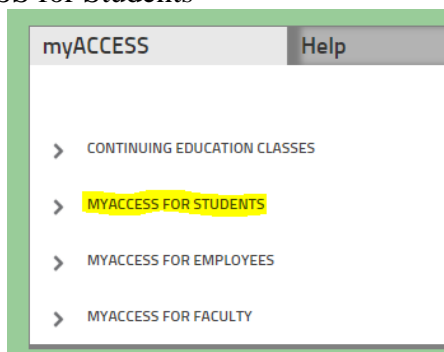 SS for Students
myACCESS Help
CONTINUING EDUCATION CLASSES
MYACCESS FOR STUDENTS
MYACCESS FOR EMPLOYEES
MYACCESS FOR FACULTY